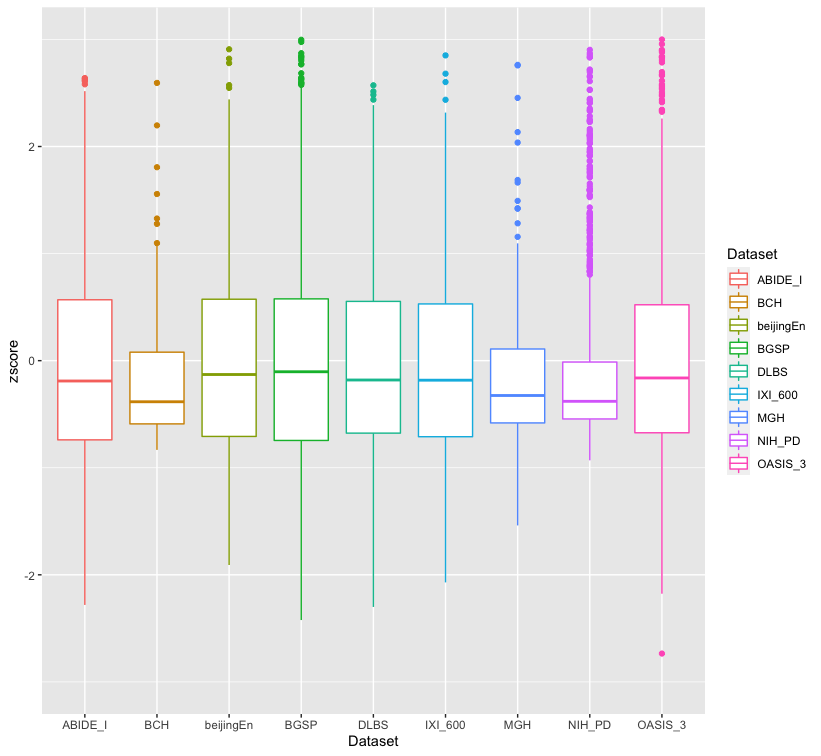 zscore
2
0
-2
ABIDE_I
BCH
beijingEn
BGSP
DLBS
IXI_600
MGH
NIH_PD
OASIS_3
Dataset
Dataset
ABIDE_I
BCH
beijingEn
BGSP
DLBS
IXI_600
MGH
NIH_PD
OASIS_3